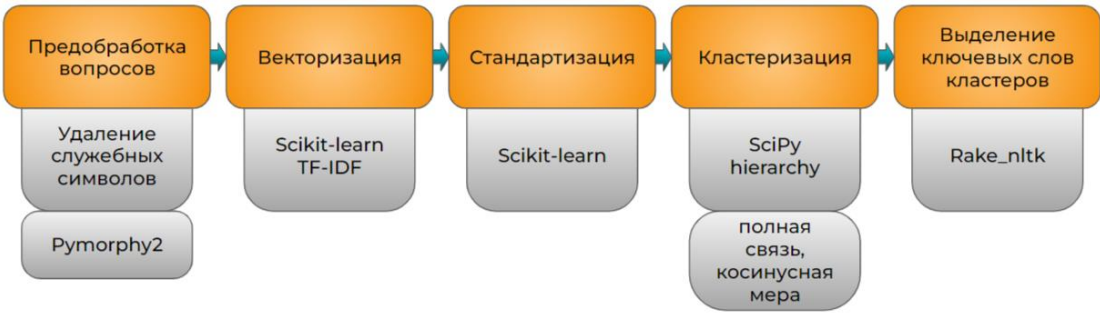 Предобработка
вопросов
Векторизация
Стандартизация
Кластеризация
Выделение
ключевых слов
кластеров
Удаление
служебных
символов
Scikit-learn
TF-IDF
Scikit-learn
SciPy
hierarchy
Rake_nltk
Pymorphy2
полная
связь,
косинусная
мера